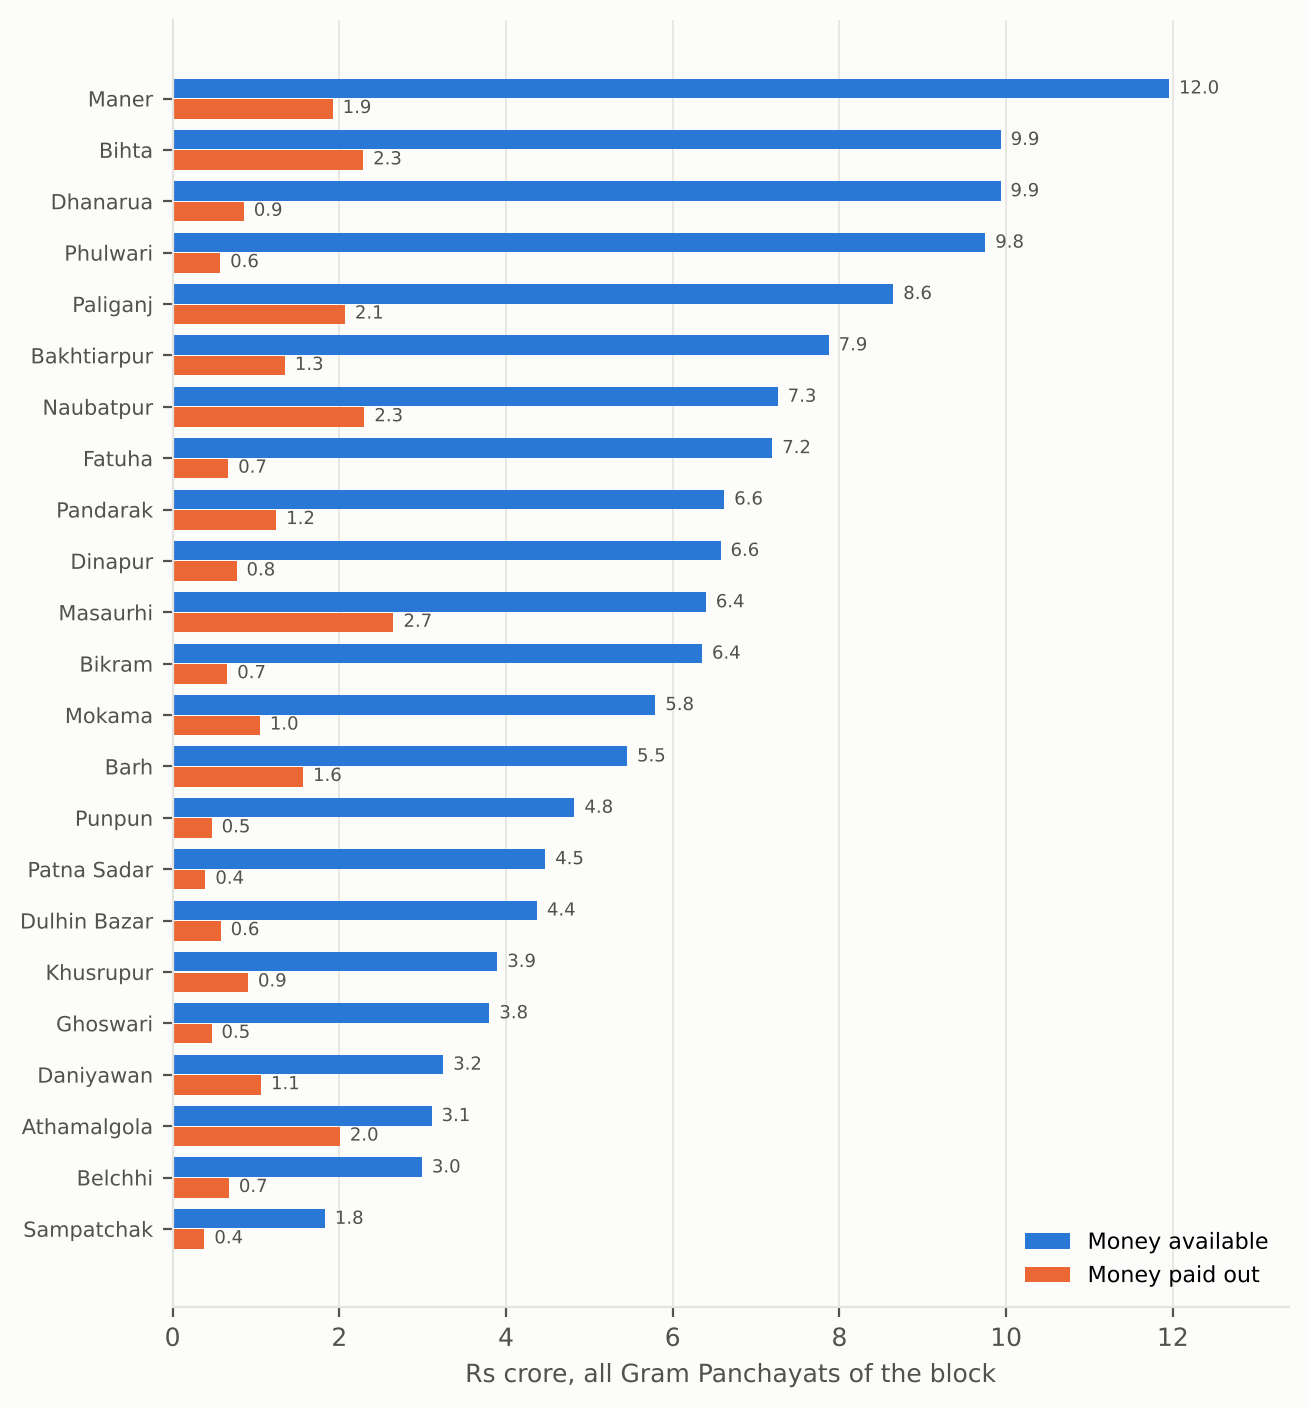 Maner 12.0
1.9
Bihta 9.9
2.3
Dhanarua 9.9
0.9
Phulwari 9.8
0.6
Paliganj 8.6
2.1
Bakhtiarpur 7.9
1.3
Naubatpur 7.3
2.3
Fatuha 7.2
0.7
Pandarak 6.6
1.2
Dinapur 6.6
0.8
Masaurhi 6.4
2.7
Bikram 6.4
0.7
Mokama 5.8
1.0
Barh 5.5
1.6
Punpun 4.8
0.5
Patna Sadar 4.5
0.4
Dulhin Bazar 4.4
0.6
Khusrupur 3.9
0.9
Ghoswari 3.8
0.5
Daniyawan 3.2
1.1
Athamalgola 3.1
2.0
Belchhi 3.0
0.7
Sampatchak 1.8
0.4
Money available
Money paid out
0 2 4 6 8 10 12
Rs crore, all Gram Panchayats of the block